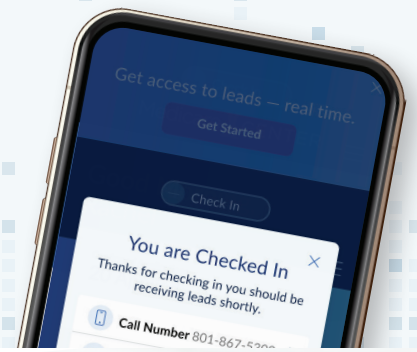 Get access to leads — real time.
Get Started
Check In
You are Checked In
Thanks for checking in you should be
receiving leads shortly.
Call Number